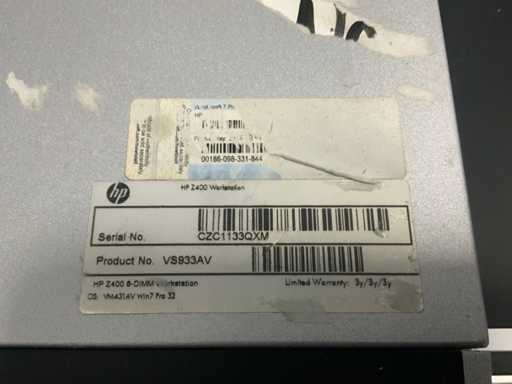 HP
00186-098-331-844
hp
HP Z400 Workstation
Serial No. CZC1133QXM
Product No. VS933AV
HP Z400 6-DIMM Workstation Limited Warranty: 3y/3y/3y
OS: VM431AV Win7 Pro 32